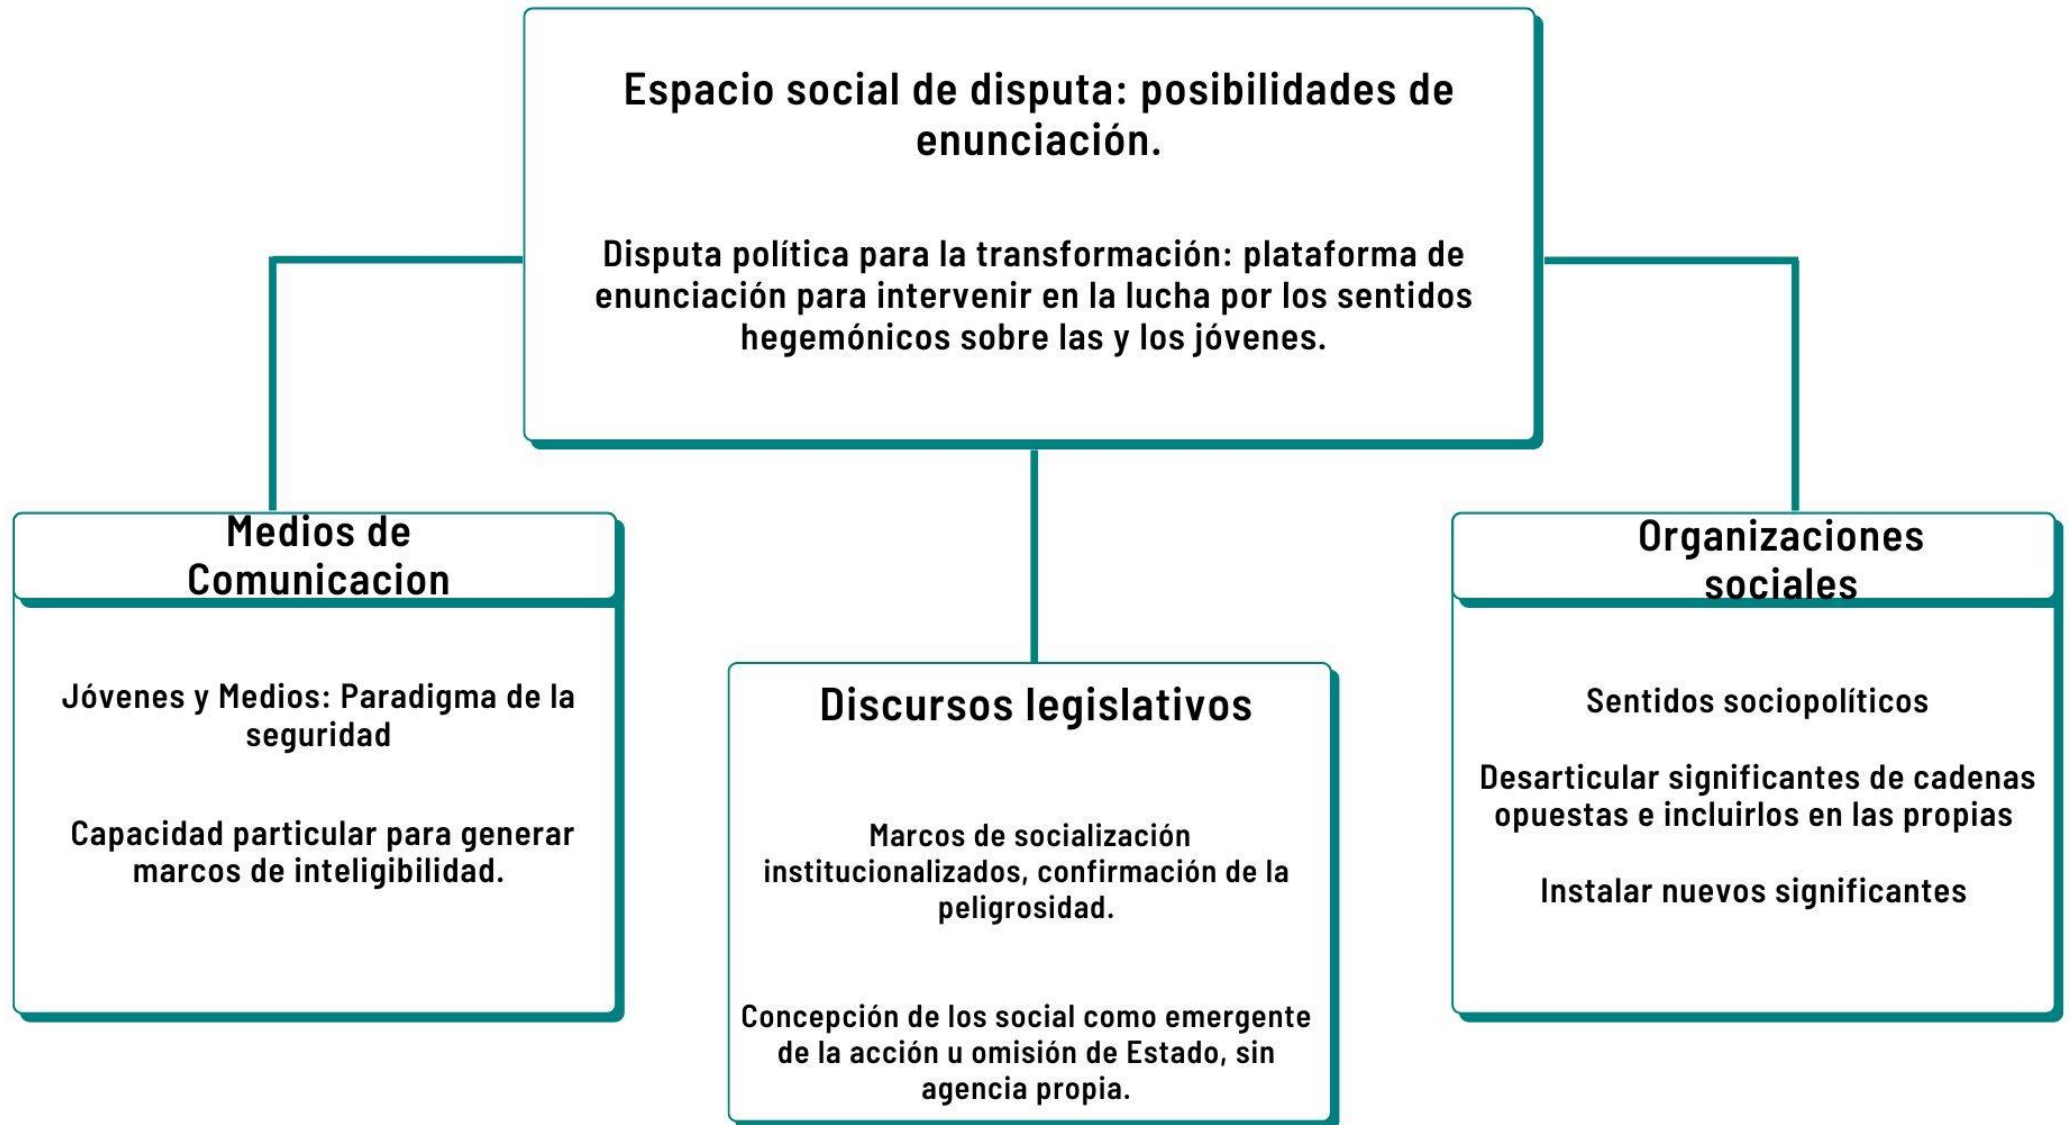 Espacio social de disputa: posibilidades de
enunciación.
Disputa política para la transformación: plataforma de
enunciación para intervenir en la lucha por los sentidos
hegemónicos sobre las y los jóvenes.
Medios de
Comunicacion
Jóvenes y Medios: Paradigma de la
seguridad
Capacidad particular para generar
marcos de inteligibilidad.
Discursos legislativos
Marcos de socialización
institucionalizados, confirmación de la
peligrosidad.
Concepción de los social como emergente
de la acción u omisión de Estado, sin
agencia propia.
Organizaciones
sociales
Sentidos sociopolíticos
Desarticular significantes de cadenas
opuestas e incluirlos en las propias
Instalar nuevos significantes